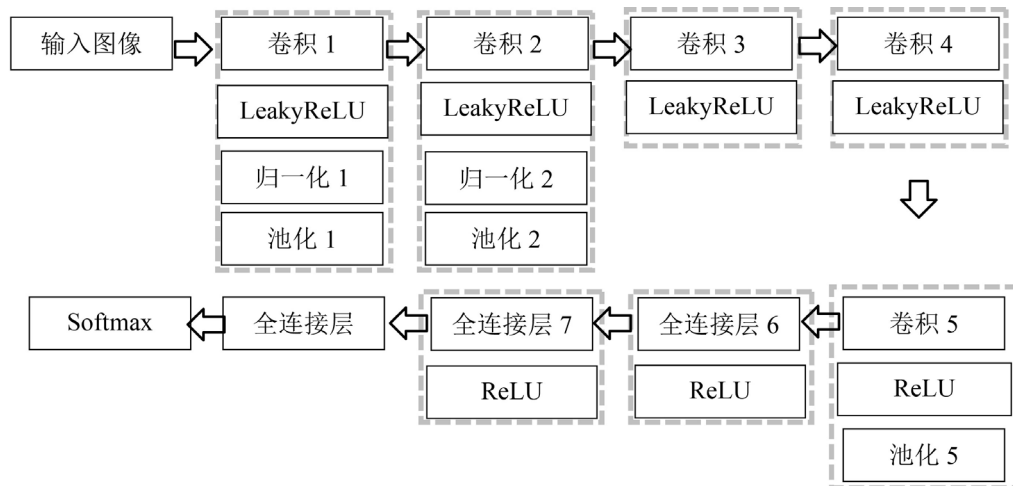 输入图像
卷积 1
LeakyReLU
归一化 1
池化 1
卷积 2
LeakyReLU
归一化 2
池化 2
卷积 3
LeakyReLU
卷积 4
LeakyReLU
卷积 5
ReLU
池化 5
全连接层 6
ReLU
全连接层 7
ReLU
全连接层
Softmax